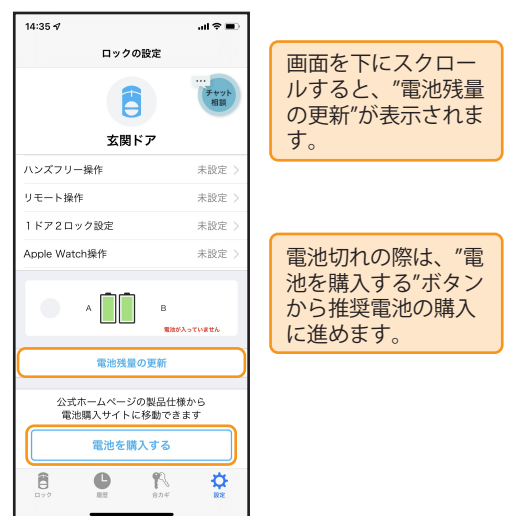 14:35
ロックの設定
チャット
相談
玄関ドア
ハンズフリー操作 未設定
リモート操作 未設定
1ドア2ロック設定 未設定
Apple Watch操作 未設定
A B
電池が入っていません
電池残量の更新
公式ホームページの製品仕様から
電池購入サイトに移動できます
電池を購入する
ロック 履歴 合カギ 設定
画面を下にスクロー
ルすると、"電池残量
の更新"が表示されま
す。
電池切れの際は、"電
池を購入する"ボタン
から推奨電池の購入
に進めます。